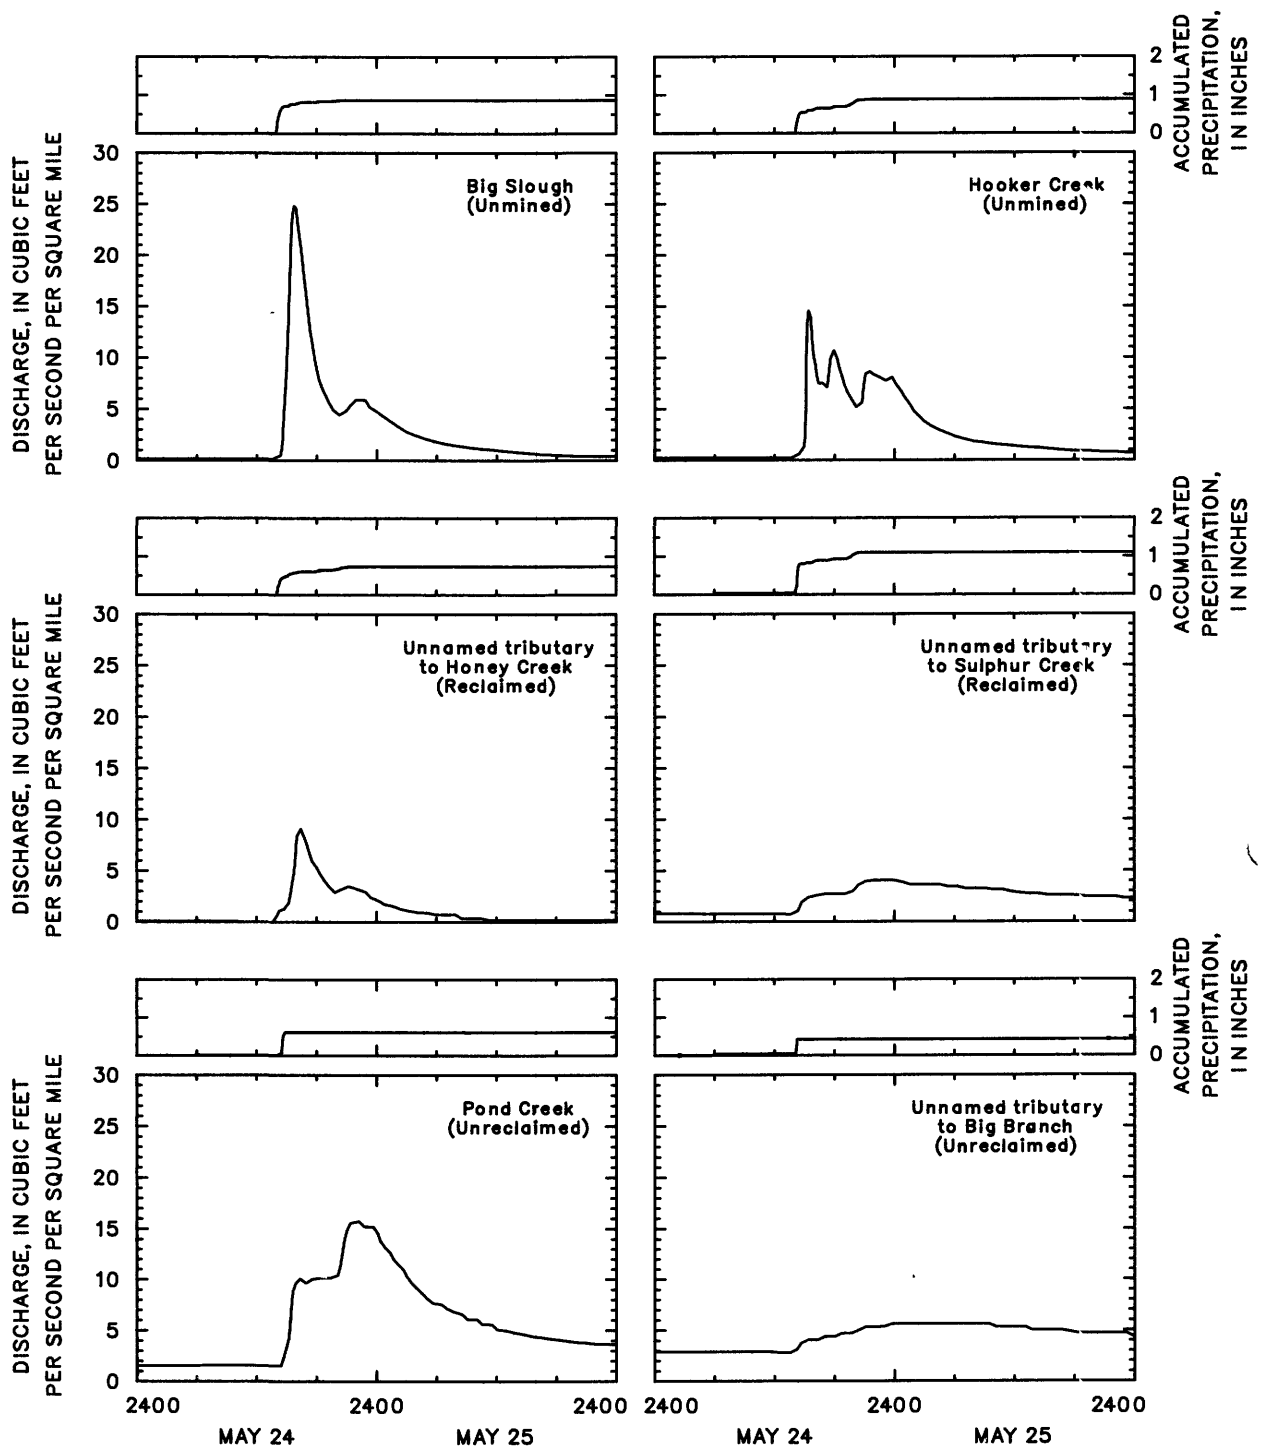 2
1
0
ACCUMULATED
PRECIPITATION,
IN INCHES
DISCHARGE, IN CUBIC FEET
PER SECOND PER SQUARE MILE
30
25
20
15
10
5
0
Big Slough
(Unmined)
Hooker Creek
(Unmined)
2
1
0
ACCUMULATED
PRECIPITATION,
IN INCHES
DISCHARGE, IN CUBIC FEET
PER SECOND PER SQUARE MILE
30
25
20
15
10
5
0
Unnamed tributary
to Honey Creek
(Reclaimed)
Unnamed tributary
to Sulphur Creek
(Reclaimed)
2
1
0
ACCUMULATED
PRECIPITATION,
IN INCHES
DISCHARGE, IN CUBIC FEET
PER SECOND PER SQUARE MILE
30
25
20
15
10
5
0
Pond Creek
(Unreclaimed)
Unnamed tributary
to Big Branch
(Unreclaimed)
2400 2400 2400 2400 2400 2400
MAY 24 MAY 25 MAY 24 MAY 25